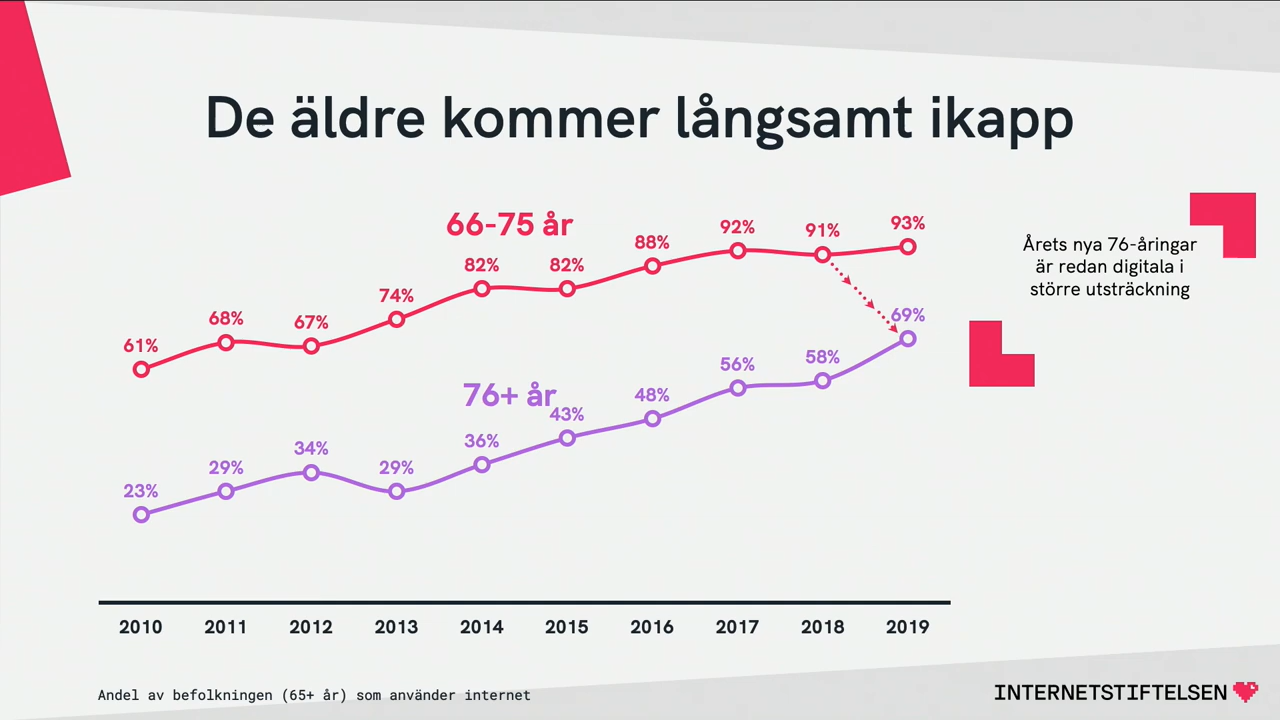 De äldre kommer långsamt ikapp
66-75 år
61%
68%
67%
74%
82%
82%
88%
92%
91%
93%
Årets nya 76-åringar
är redan digitala i
större utsträckning
76+ år
23%
29%
34%
29%
36%
43%
48%
56%
58%
69%
2010 2011 2012 2013 2014 2015 2016 2017 2018 2019
Andel av befolkningen (65+ år) som använder internet
INTERNETSTIFTELSEN